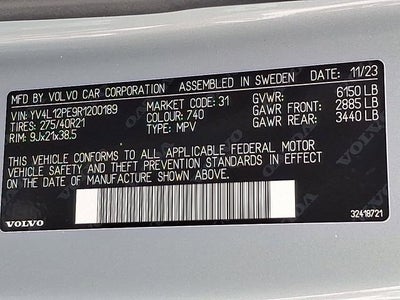 MFD BY VOLVO CAR CORPORATION ASSEMBLED IN SWEDEN DATE: 11/23
VIN: YV4L12PE9R1200189 MARKET: 31 GVWR: 6150 LB
TIRES: 275/40R21 COLOUR: 740 GAWR FRONT: 2885 LB
RIM: 9Jx21x38.5 TYPE: MPV GAWR REAR: 3440 LB
THIS VEHICLE CONFORMS TO ALL APPLICABLE FEDERAL MOTOR
VEHICLE SAFETY AND THEFT PREVENTION STANDARDS IN EFFECT
ON THE DATE OF MANUFACTURE SHOWN ABOVE.
VOLVO 32418721